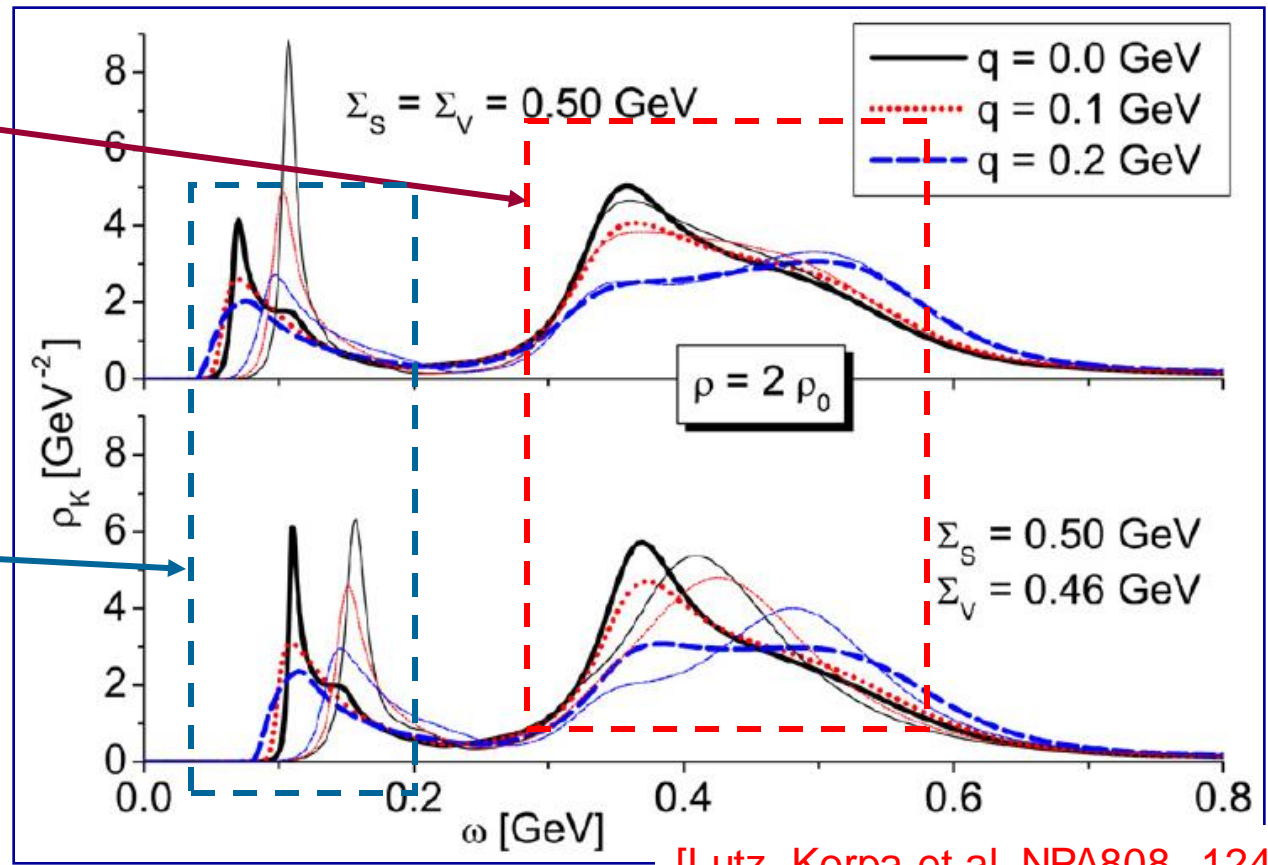 q = 0.0 GeV
q = 0.1 GeV
q = 0.2 GeV
Σ_S = Σ_V = 0.50 GeV
8
6
4
2
0
ρ = 2 ρ₀
ρ_K [GeV⁻²]
8
6
4
2
0
Σ_S = 0.50 GeV
Σ_V = 0.46 GeV
0.0 0.2 0.4 0.6 0.8
ω [GeV]
[Lutz, Korpa et al, NPA808, 124